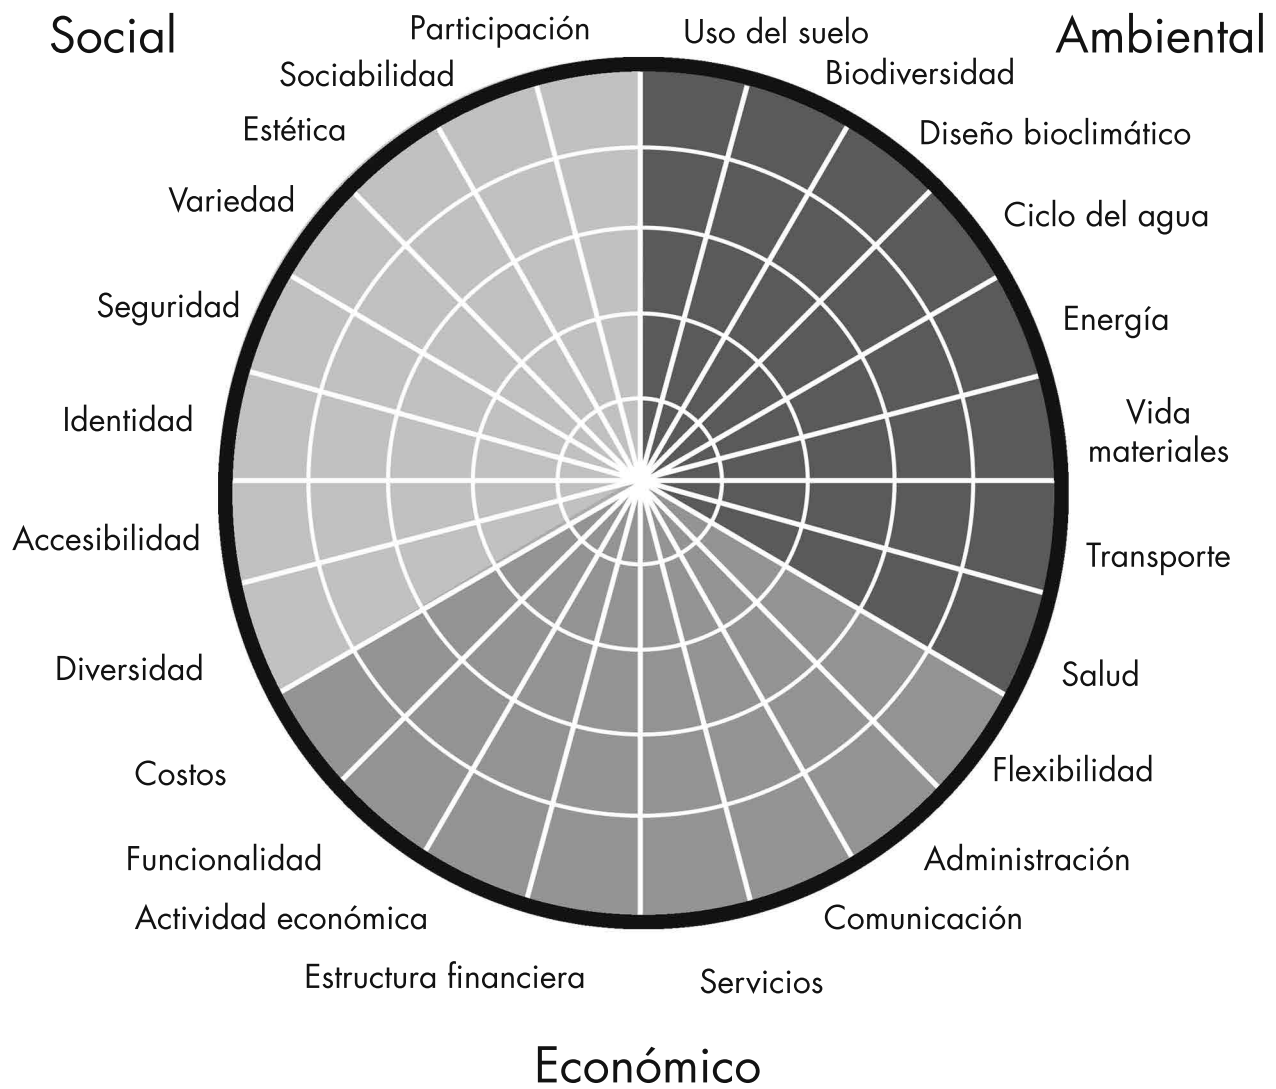 Social
Ambiental
Participación
Uso del suelo
Sociabilidad
Biodiversidad
Estética
Diseño bioclimático
Variedad
Ciclo del agua
Seguridad
Energía
Identidad
Vida
materiales
Accesibilidad
Transporte
Diversidad
Salud
Costos
Flexibilidad
Funcionalidad
Administración
Actividad económica
Comunicación
Estructura financiera
Servicios
Económico